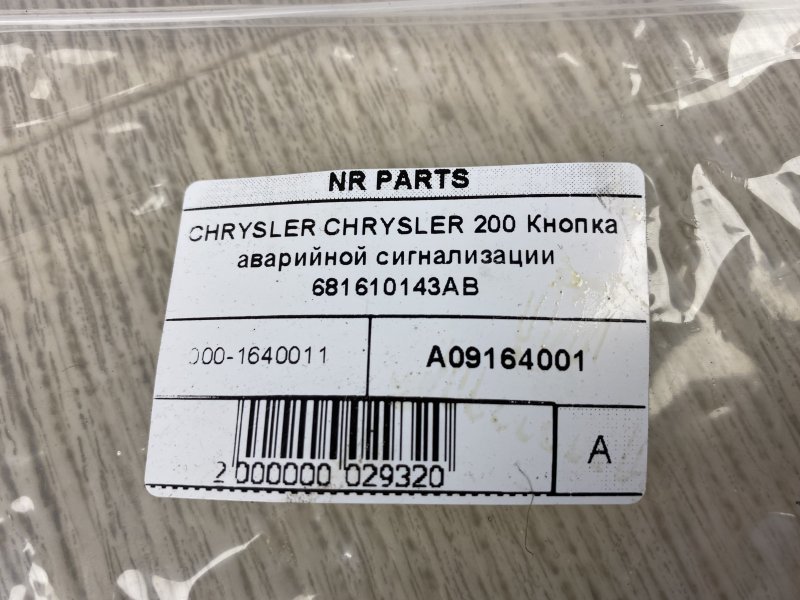 NR PARTS
CHRYSLER CHRYSLER 200 Кнопка
аварийной сигнализации
681610143AB
000-1640011
A09164001
2 000000 029320
A